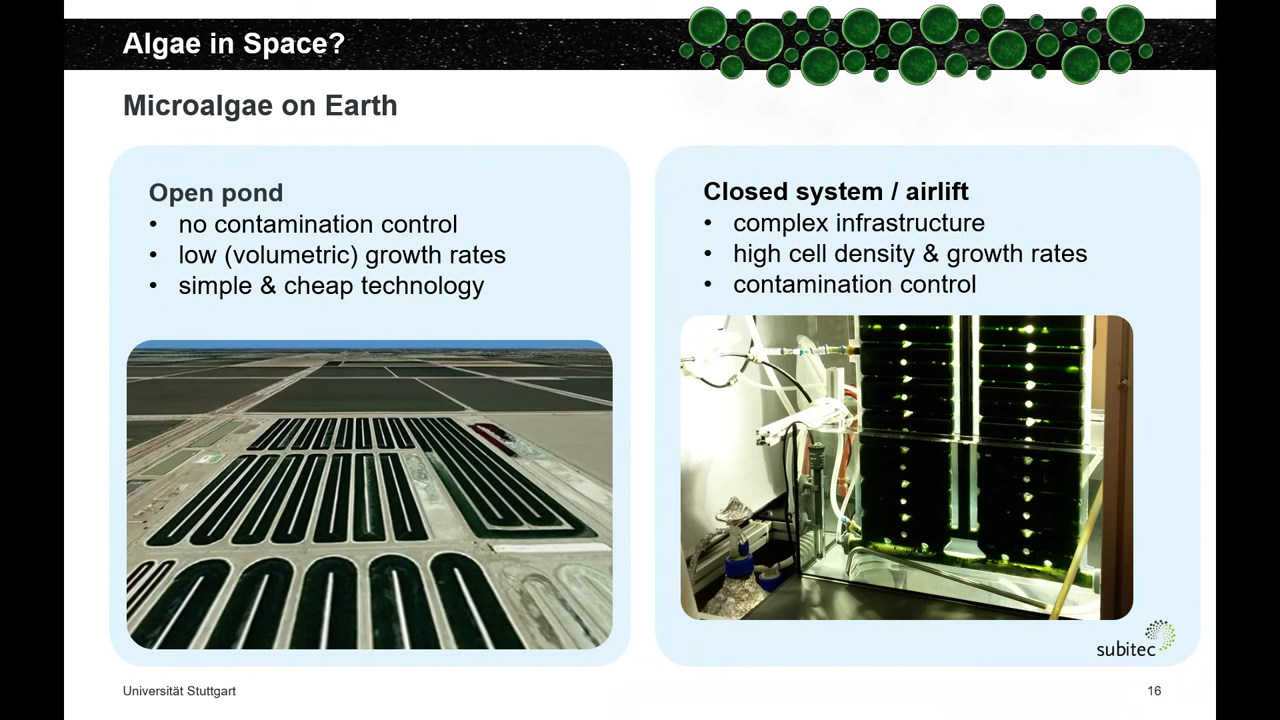 Algae in Space?
Microalgae on Earth
Open pond
• no contamination control
• low (volumetric) growth rates
• simple & cheap technology
Closed system / airlift
• complex infrastructure
• high cell density & growth rates
• contamination control
subitec
Universität Stuttgart
16